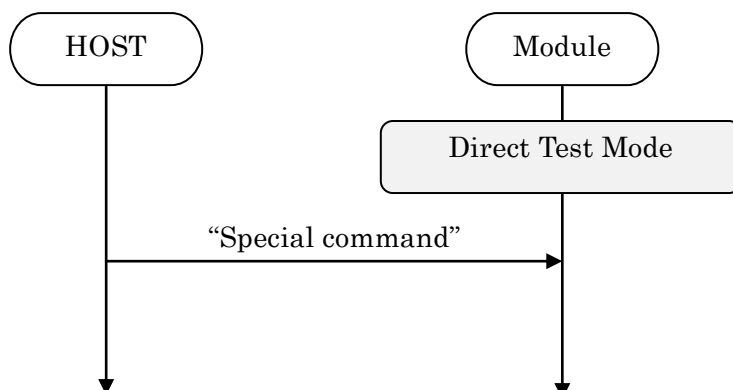 HOST
Module
Direct Test Mode
“Special command”